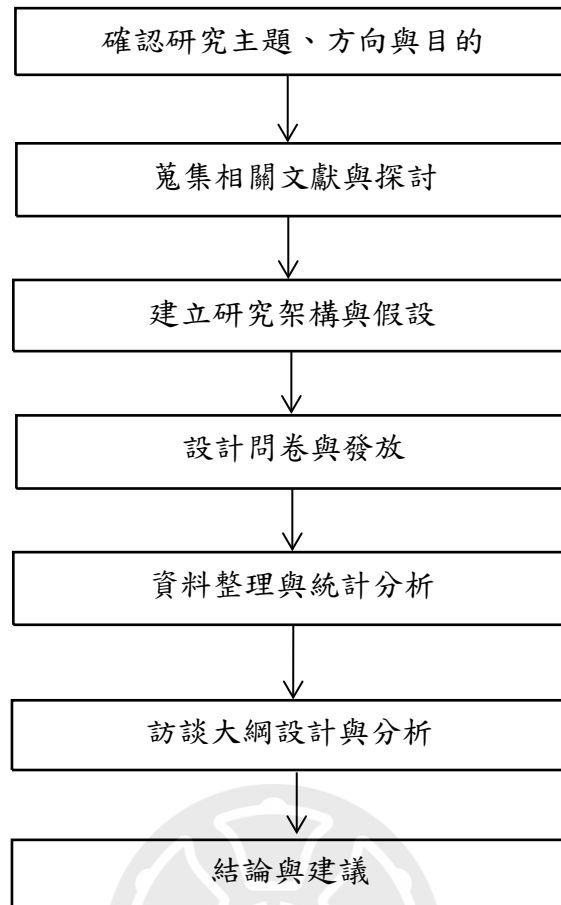 確認研究主題、方向與目的
蒐集相關文獻與探討
建立研究架構與假設
設計問卷與發放
資料整理與統計分析
訪談大綱設計與分析
結論與建議